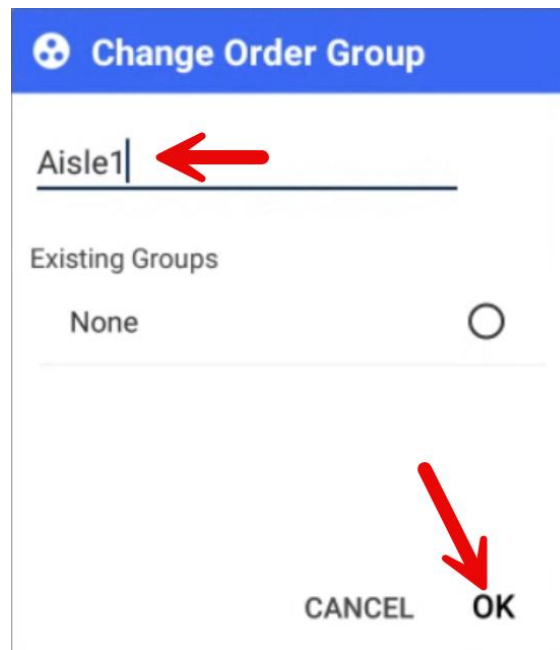 Change Order Group
Aisle1
Existing Groups
None
CANCEL OK